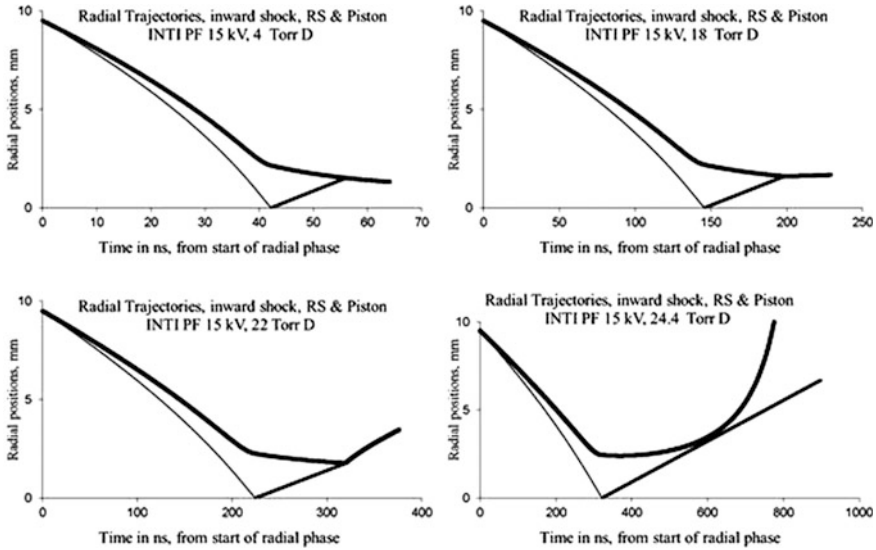 Radial Trajectories, inward shock, RS & Piston
INTI PF 15 kV, 4 Torr D
Radial positions, mm
10
5
0
0 10 20 30 40 50 60 70
Time in ns, from start of radial phase
Radial Trajectories, inward shock, RS & Piston
INTI PF 15 kV, 18 Torr D
Radial positions, mm
10
5
0
0 50 100 150 200 250
Time in ns, from start of radial phase
Radial Trajectories, inward shock, RS & Piston
INTI PF 15 kV, 22 Torr D
Radial positions, mm
10
5
0
0 100 200 300 400
Time in ns, from start of radial phase
Radial Trajectories, inward shock, RS & Piston
INTI PF 15 kV, 24.4 Torr D
Radial positions, mm
10
5
0
0 200 400 600 800 1000
Time in ns, from start of radial phase